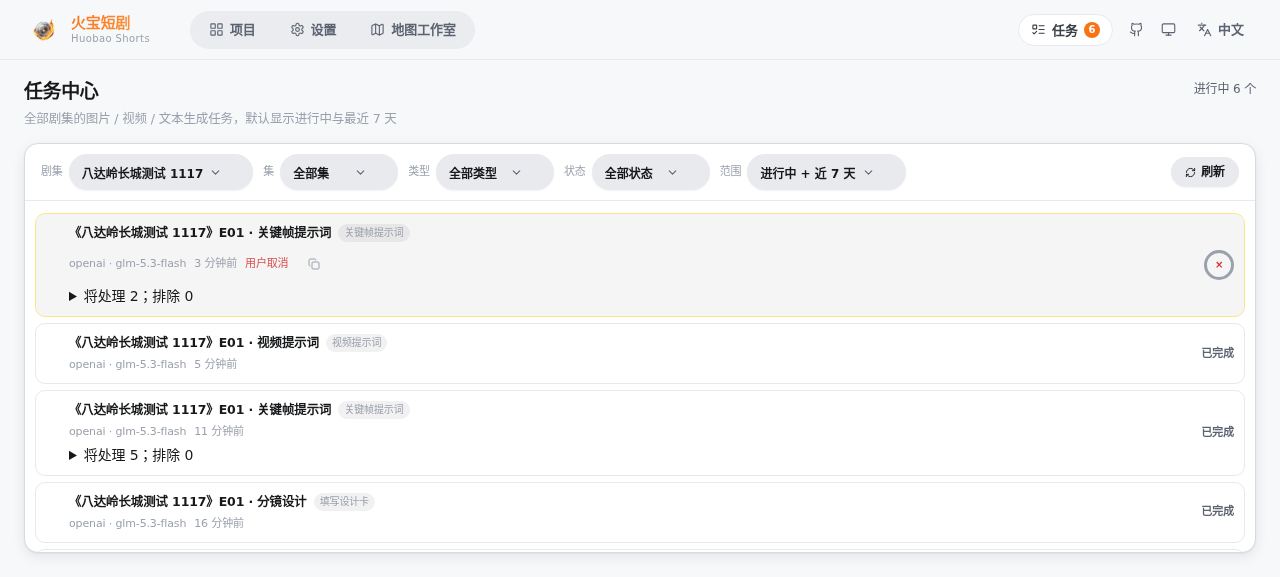 火宝短剧
Huobao Shorts
项目
设置
地图工作室
任务 6
中文
任务中心
进行中 6 个
全部剧集的图片 / 视频 / 文本生成任务，默认显示进行中与最近 7 天
剧集 八达岭长城测试 1117 集 全部集 类型 全部类型 状态 全部状态 范围 进行中 + 近 7 天 刷新
《八达岭长城测试 1117》E01 · 关键帧提示词 关键帧提示词
openai · glm-5.3-flash 3 分钟前 用户取消
×
▶ 将处理 2；排除 0
《八达岭长城测试 1117》E01 · 视频提示词 视频提示词
openai · glm-5.3-flash 5 分钟前
已完成
《八达岭长城测试 1117》E01 · 关键帧提示词 关键帧提示词
openai · glm-5.3-flash 11 分钟前
已完成
▶ 将处理 5；排除 0
《八达岭长城测试 1117》E01 · 分镜设计 填写设计卡
openai · glm-5.3-flash 16 分钟前
已完成